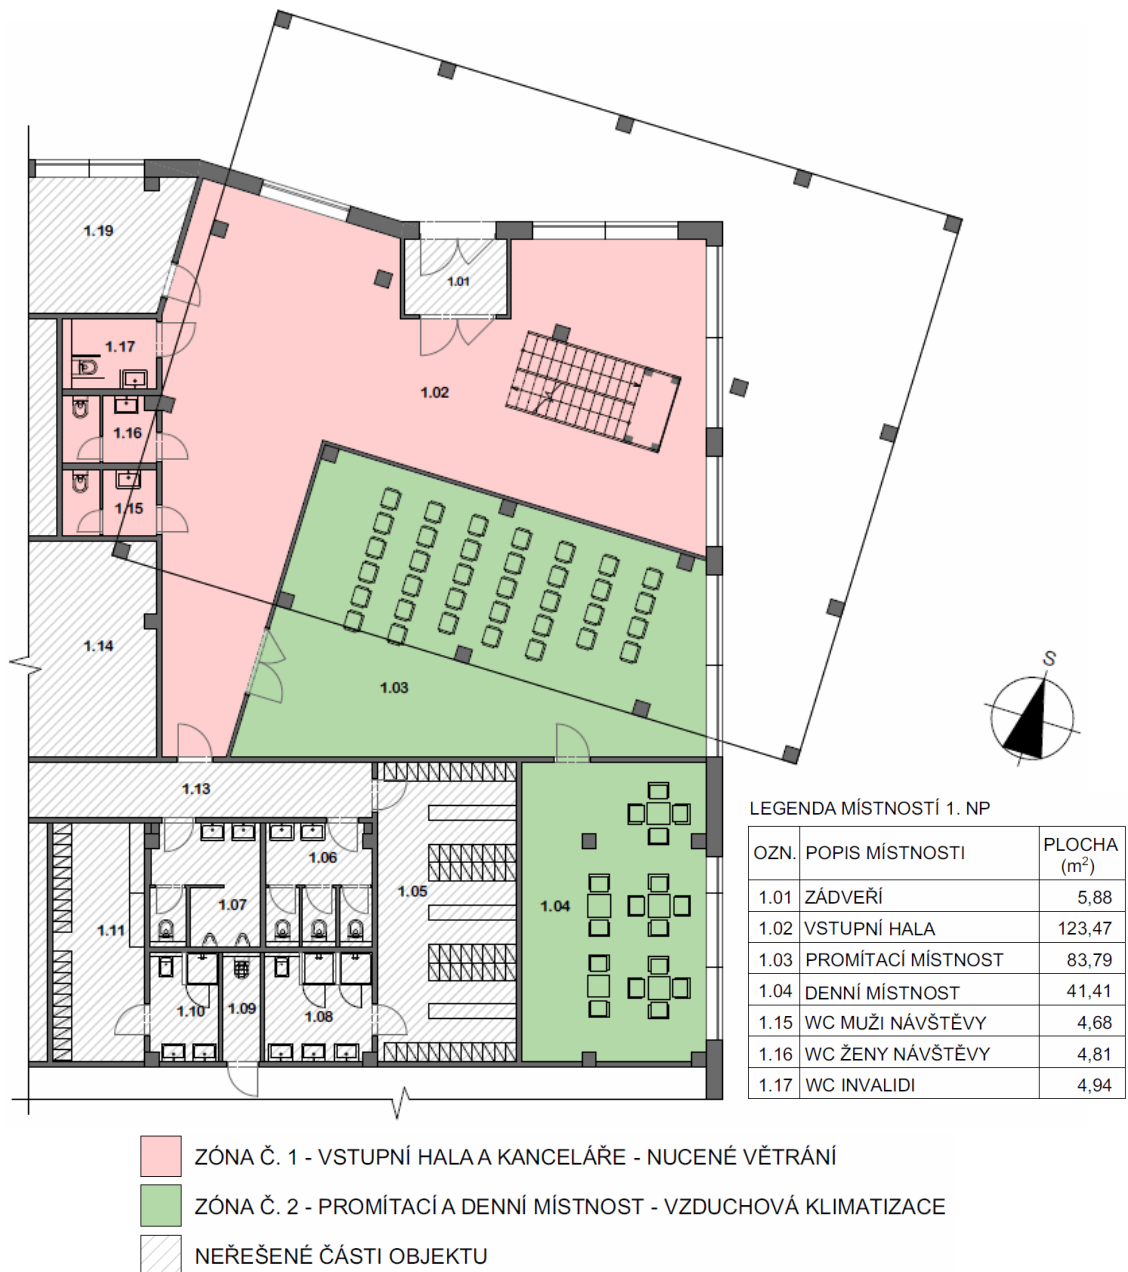 1.19
1.01
1.17
1.02
1.16
1.15
S
1.14
1.03
1.13
LEGENDA MÍSTNOSTÍ 1. NP
OZN. POPIS MÍSTNOSTI PLOCHA (m²)
1.01 ZÁDVEŘÍ 5,88
1.02 VSTUPNÍ HALA 123,47
1.03 PROMÍTACÍ MÍSTNOST 83,79
1.04 DENNÍ MÍSTNOST 41,41
1.15 WC MUŽI NÁVŠTĚVY 4,68
1.16 WC ŽENY NÁVŠTĚVY 4,81
1.17 WC INVALIDI 4,94
1.06
1.05
1.07
1.04
1.11
1.10
1.09
1.08
ZÓNA Č. 1 - VSTUPNÍ HALA A KANCELÁŘE - NUCENÉ VĚTRÁNÍ
ZÓNA Č. 2 - PROMÍTACÍ A DENNÍ MÍSTNOST - VZDUCHOVÁ KLIMATIZACE
NEŘEŠENÉ ČÁSTI OBJEKTU